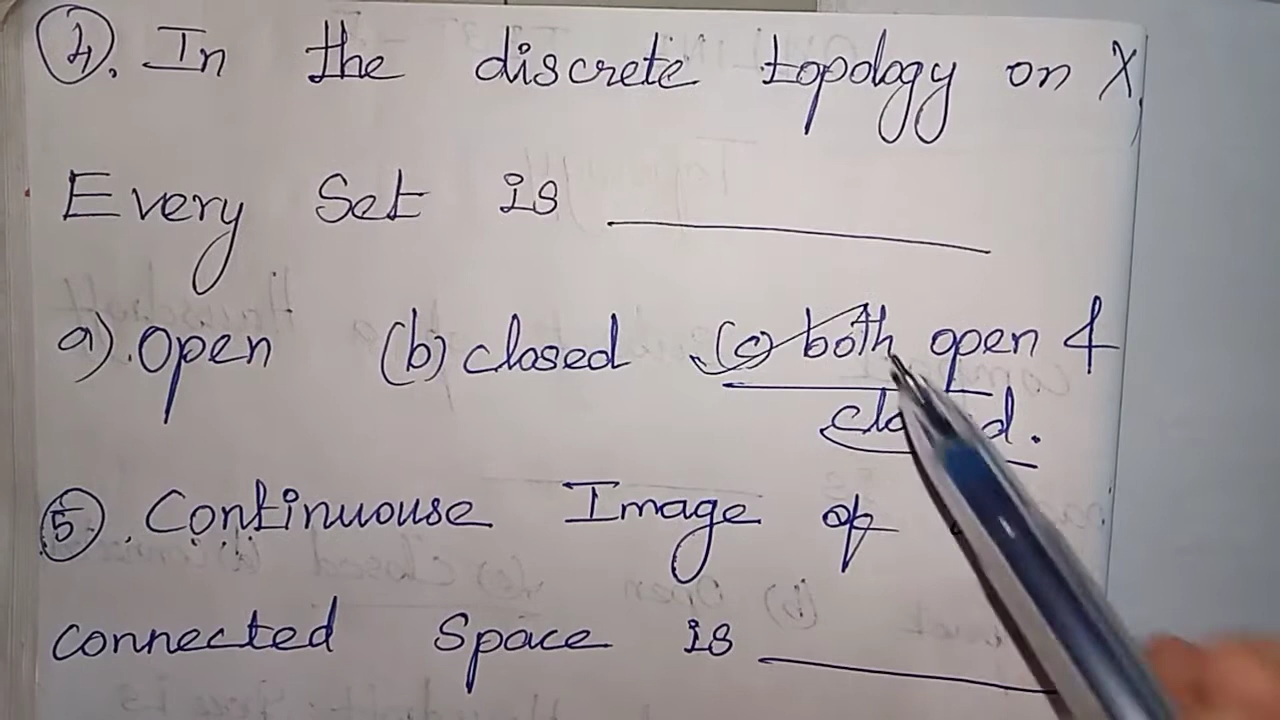 4. In the discrete topology on X,
Every Set is ________
a). Open (b) closed (c) both open &
closed.
5. Continuouse Image of
connected Space is ________